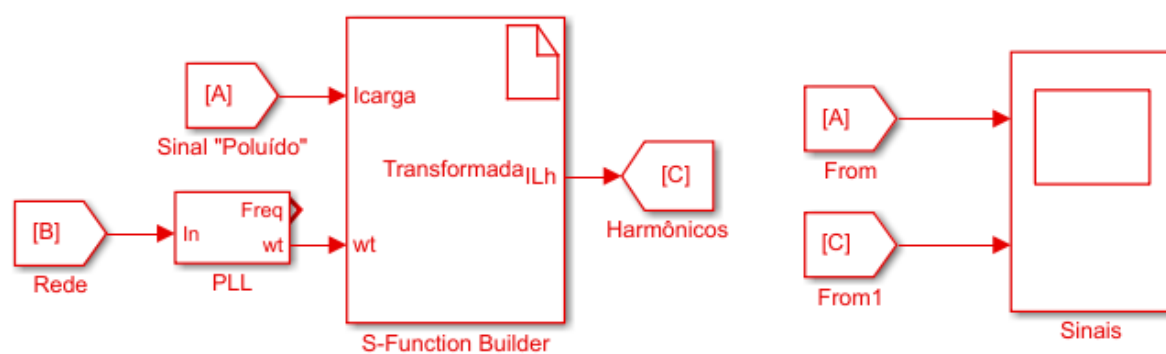 [A]
Sinal "Poluído"
[B]
Rede
In
Freq
wt
PLL
Icarga
wt
Transformada
ILh
S-Function Builder
[C]
Harmônicos
[A]
From
[C]
From1
Sinais